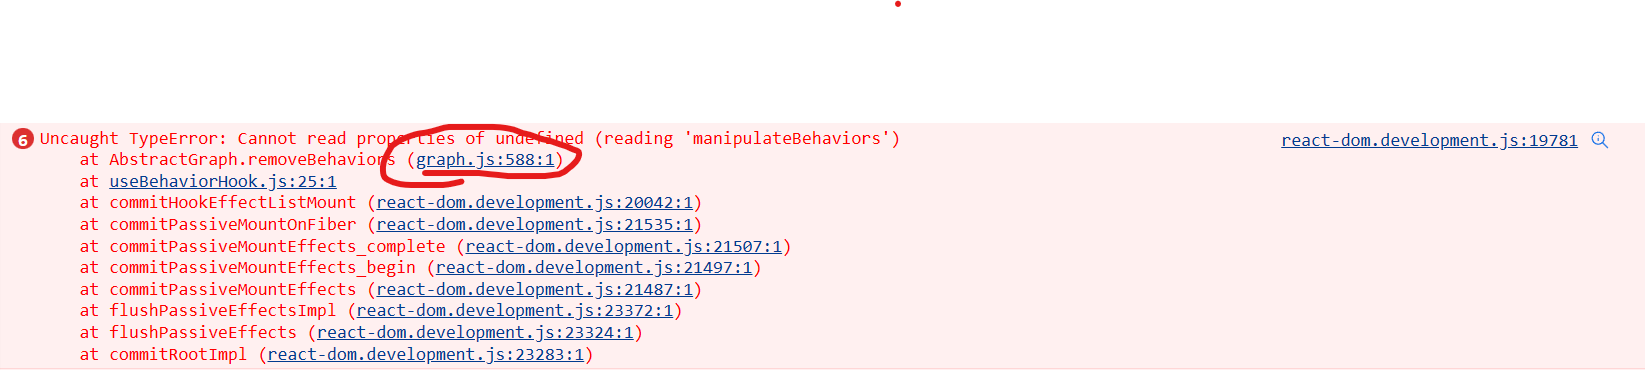 6 Uncaught TypeError: Cannot read properties of undefined (reading 'manipulateBehaviors') react-dom.development.js:19781
at AbstractGraph.removeBehaviors (graph.js:588:1)
at useBehaviorHook.js:25:1
at commitHookEffectListMount (react-dom.development.js:20042:1)
at commitPassiveMountOnFiber (react-dom.development.js:21535:1)
at commitPassiveMountEffects_complete (react-dom.development.js:21507:1)
at commitPassiveMountEffects_begin (react-dom.development.js:21497:1)
at commitPassiveMountEffects (react-dom.development.js:21487:1)
at flushPassiveEffectsImpl (react-dom.development.js:23372:1)
at flushPassiveEffects (react-dom.development.js:23324:1)
at commitRootImpl (react-dom.development.js:23283:1)